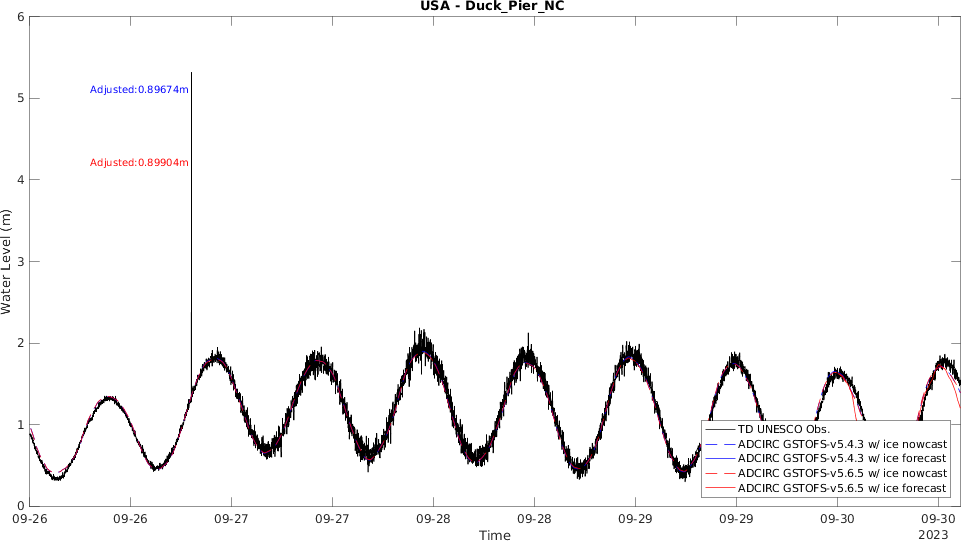 USA - Duck_Pier_NC
6
5
4
3
2
1
0
Water Level (m)
Adjusted:0.89674m
Adjusted:0.89904m
TD UNESCO Obs.
ADCIRC GSTOFS-v5.4.3 w/ ice nowcast
ADCIRC GSTOFS-v5.4.3 w/ ice forecast
ADCIRC GSTOFS-v5.6.5 w/ ice nowcast
ADCIRC GSTOFS-v5.6.5 w/ ice forecast
09-26 09-26 09-27 09-27 09-28 09-28 09-29 09-29 09-30 09-30
Time
2023